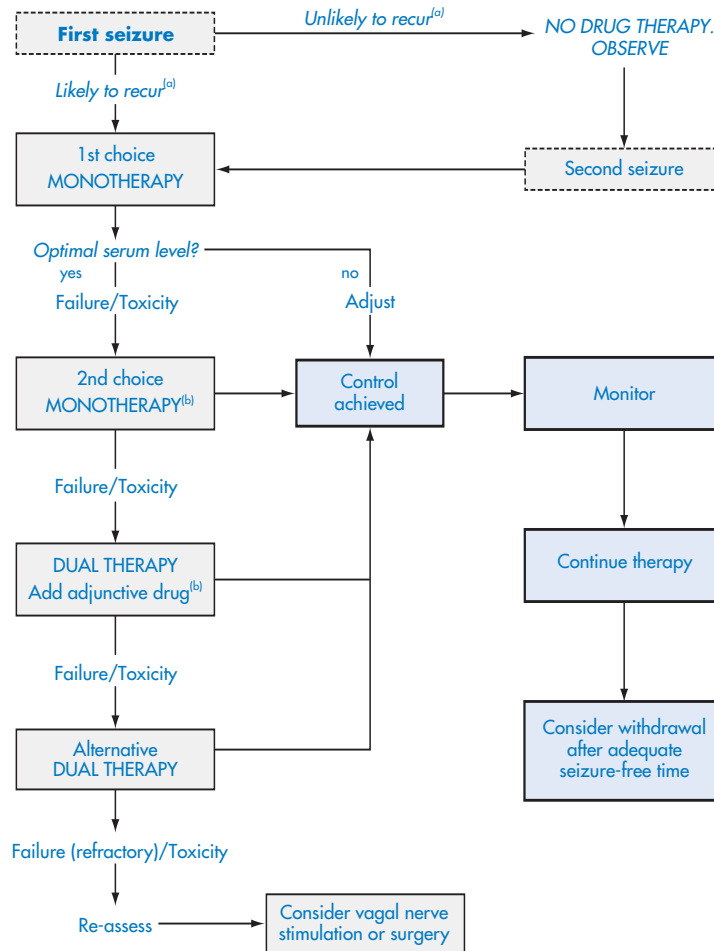 First seizure
Unlikely to recur(a)
NO DRUG THERAPY.
OBSERVE
Likely to recur(a)
1st choice
MONOTHERAPY
Second seizure
Optimal serum level?
yes
no
Failure/Toxicity
Adjust
2nd choice
MONOTHERAPY(b)
Control
achieved
Monitor
Failure/Toxicity
DUAL THERAPY
Add adjunctive drug(b)
Continue therapy
Failure/Toxicity
Alternative
DUAL THERAPY
Consider withdrawal
after adequate
seizure-free time
Failure (refractory)/Toxicity
Re-assess
Consider vagal nerve
stimulation or surgery